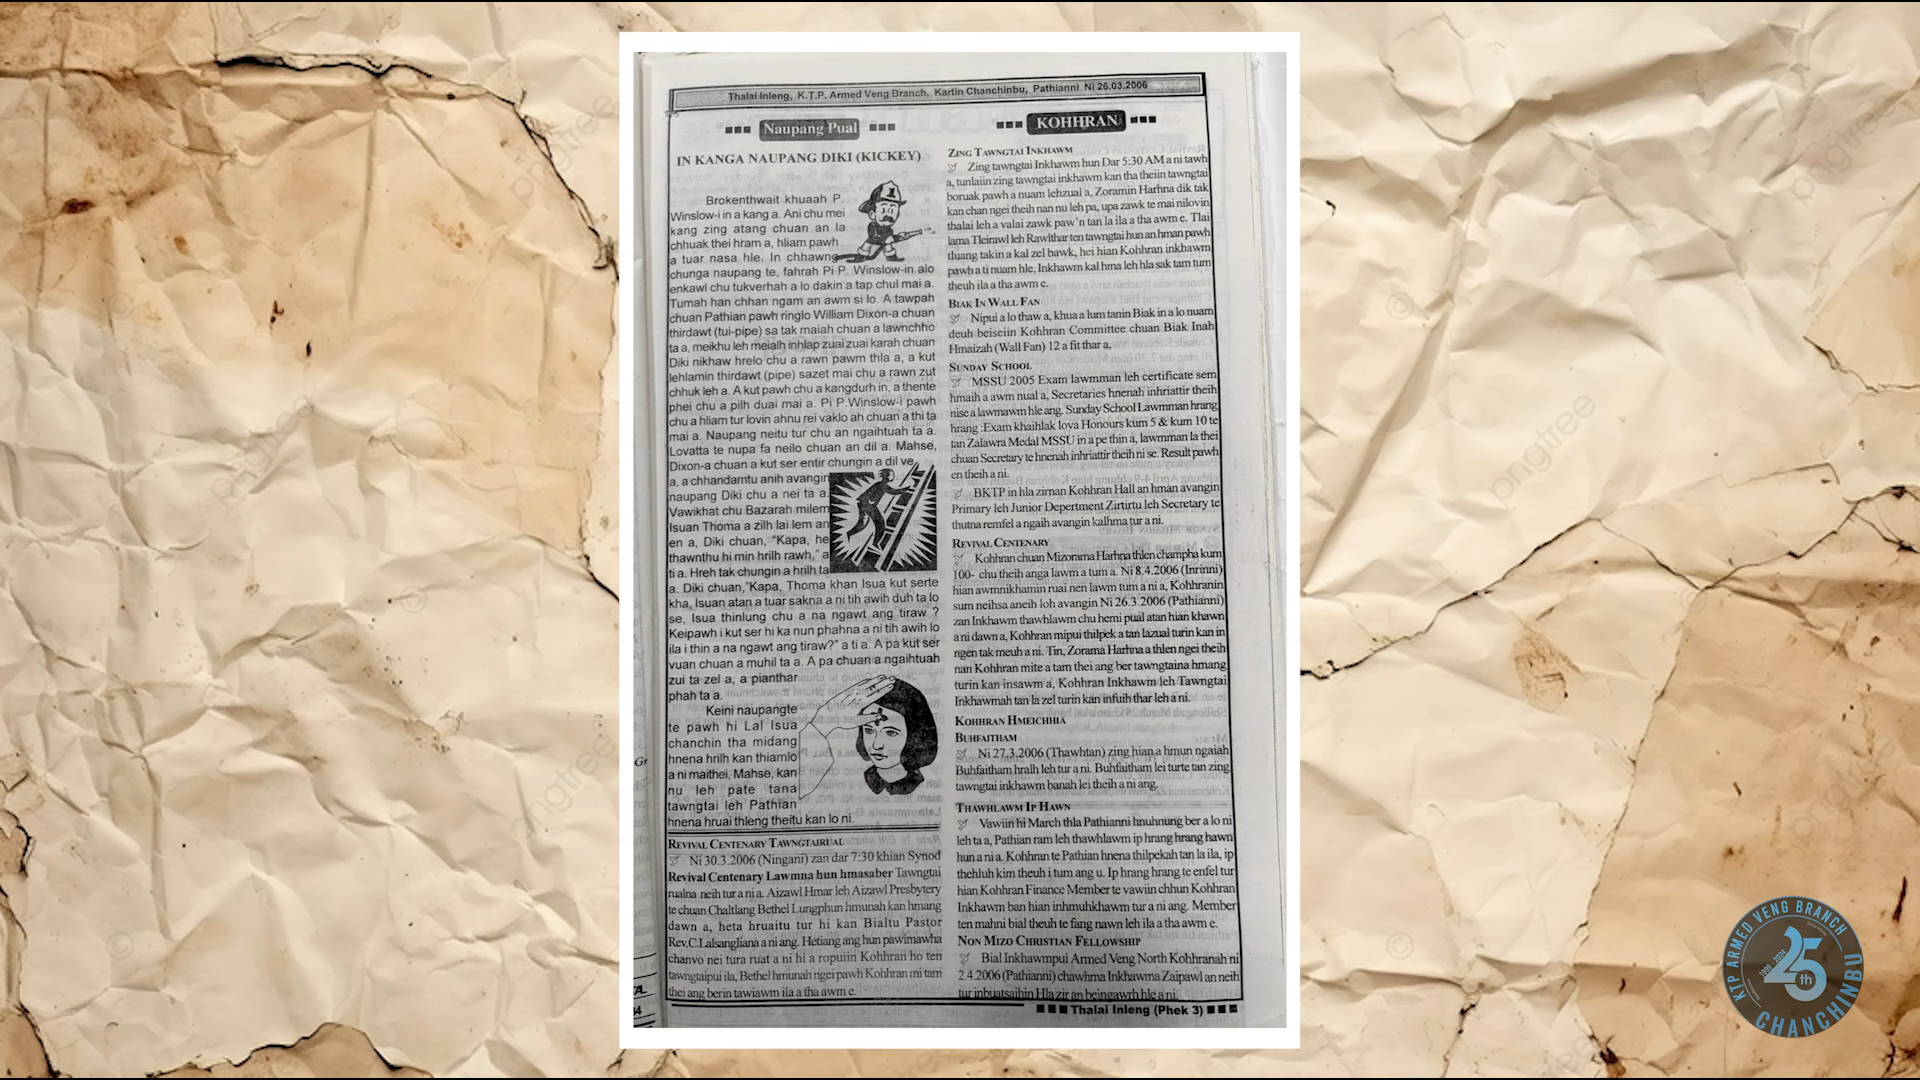 Thalai Inleng, K.T.P. Armed Veng Branch, Kartin Chanchinbu, Pathianni Ni 26.03.2006
Naupang Pual
IN KANGA NAUPANG DIKI (KICKEY)
Brokenthwait khuaah P.
Winslow-i in a kang a. Ani chu mei
kang zing atang chuan an la
chhuak thei hram a, hliam pawh
a tuar nasa hle. In chhawng
chunga naupang te, fahrah Pi P. Winslow-in alo
enkawl chu tukverhah a lo dakin a tap chul mai a.
Tumah han chhan ngam an awm si lo. A tawpah
chuan Pathian pawh ringlo William Dixon-a chuan
thirdawt (tui-pipe) sa tak maiah chuan a lawnchho
ta a, meikhu leh meialh inhlap zuai zuai karah chuan
Diki nikhaw hrelo chu a rawn pawm thla a, a kut
lehlamin thirdawt (pipe) sazet mai chu a rawn zut
chhuk leh a. A kut pawh chu a kangdurh in, a thente
phei chu a pilh duai mai a. Pi P.Winslow-i pawh
chu a hliam tur lovin ahnu rei vaklo ah chuan a thi ta
mai a. Naupang neitu tur chu an ngaihtuah ta a.
Lovatta te nupa fa neilo chuan an dil a. Mahse,
Dixon-a chuan a kut ser entir chungin a dil ve
a, a chhandamtu anih avangin
naupang Diki chu a nei ta a.
Vawikhat chu Bazarah milem
Isuan Thoma a zilh lai lem an
en a, Diki chuan, "Kapa, he
thawnthu hi min hrilh rawh," a
ti a. Hreh tak chungin a hrilh ta
a. Diki chuan,"Kapa, Thoma khan Isua kut serte
kha, Isuan atan a tuar sakna a ni tih awih duh ta lo
se, Isua thinlung chu a na ngawt ang tiraw ?
Keipawh i kut ser hi ka nun phahna a ni tih awih lo
ila i thin a na ngawt ang tiraw?" a ti a. A pa kut ser
vuan chuan a muhil ta a. A pa chuan a ngaihtuah
zui ta zel a, a pianthar
phah ta a.
Keini naupangte
te pawh hi Lal Isua
chanchin tha midang
hnena hrilh kan thiamlo
a ni maithei, Mahse, kan
nu leh pate tana
tawngtai leh Pathian
hnena hruai thleng theitu kan lo ni.
REVIVAL CENTENARY TAWNGTAIRUAL
Ni 30.3.2006 (Ningani) zan dar 7:30 khian Synod
Revival Centenary Lawmna hun hmasaber Tawngtai
rualna neih tur a ni a. Aizawl Hmar leh Aizawl Presbytery
te chuan Chaltlang Bethel Lungphun hmunah kan hmang
dawn a, heta hruaitu tur hi kan Bialtu Pastor
Rev.C.Lalsangliana a ni ang. Hetiang ang hun pawimawha
chanvo nei tura ruat a ni hi a ropuiin Kohhran ho ten
tawngtaipui ila, Bethel hmunah ngei pawh Kohhran mi tam
thei ang berin tawiawm ila a tha awm e.
KOHHRAN
ZING TAWNGTAI INKHAWM
Zing tawngtai Inkhawm hun Dar 5:30 AM a ni tawh
a, tunlaiin zing tawngtai inkhawm kan tha theiin tawngtai
boruak pawh a nuam lehzual a, Zoramin Harhna dik tak
kan chan ngei theih nan nu leh pa, upa zawk te mai nilovin
thalai leh a valai zawk paw'n tan la ila a tha awm e. Tlai
lama Tleirawl leh Rawlthar ten tawngtai hun an hman pawh
tluang takin a kal zel bawk, hei hian Kohhran inkhawm
pawh a ti nuam hle, Inkhawm kal hma leh hla sak tam tum
theuh ila a tha awm e.
BIAK IN WALL FAN
Nipui a lo thaw a, khua a lum tanin Biak in a lo nuam
deuh beiseiin Kohhran Committee chuan Biak Inah
Hmaizah (Wall Fan) 12 a fit thar a,
SUNDAY SCHOOL
MSSU 2005 Exam lawmman leh certificate sem
hmaih a awm nual a, Secretaries hnenah inhriattir theih
nise a lawmawm hle ang. Sunday School Lawmman hrang
hrang :Exam khaihlak lova Honours kum 5 & kum 10 te
tan Zalawra Medal MSSU in a pe thin a, lawmman la thei
chuan Secretary te hnenah inhriattir theih ni se. Result pawh
en theih a ni.
BKTP in hla zirnan Kohhran Hall an hman avangin
Primary leh Junior Depertment Zirtirtu leh Secretary te
thutna remfel a ngaih avangin kalhma tur a ni.
REVIVAL CENTENARY
Kohhran chuan Mizorama Harhna thlen champha kum
100- chu theih anga lawm a tum a. Ni 8.4.2006 (Inrinni)
hian awmnikhamin ruai nen lawm tum a ni a, Kohhranin
sum neihsa aneih loh avangin Ni 26.3.2006 (Pathianni)
zan Inkhawm thawhlawm chu hemi pual atan hian khawn
a ni dawn a, Kohhran mipui thilpek a tan lazual turin kan in
ngen tak meuh a ni. Tin, Zorama Harhna a thlen ngei theih
nan Kohhran mite a tam thei ang ber tawngtaina hmang
turin kan insawm a, Kohhran Inkhawm leh Tawngtai
Inkhawmah tan la zel turin kan infuih thar leh a ni.
KOHHRAN HMEICHHIA
BUHFAITHAM
Ni 27.3.2006 (Thawhtan) zing hian a hmun ngaiah
Buhfaitham hralh leh tur a ni. Buhfaitham lei turte tan zing
tawngtai inkhawm banah lei theih a ni ang.
THAWHLAWM IP HAWN
Vawiin hi March thla Pathianni hnuhnung ber a lo ni
leh ta a, Pathian ram leh thawhlawm ip hrang hrang hawn
hun a ni a. Kohhran te Pathian hnena thilpekah tan la ila, ip
thehluh kim theuh i tum ang u. Ip hrang hrang te enfel tur
hian Kohhran Finance Member te vawiin chhun Kohhran
Inkhawm ban hian inhmuhkhawm tur a ni ang. Member
ten mahni bial theuh te fang nawn leh ila a tha awm e.
NON MIZO CHRISTIAN FELLOWSHIP
Bial Inkhawmpui Armed Veng North Kohhranah ni
2.4.2006 (Pathianni) chawhma Inkhawma Zaipawl an neih
tur inbuatsaihin Hla zir an beingawrh hle a ni.
Thalai Inleng (Phek 3)
KTP ARMED VENG BRANCH
1999 - 2024
25th
CHANCHINBU